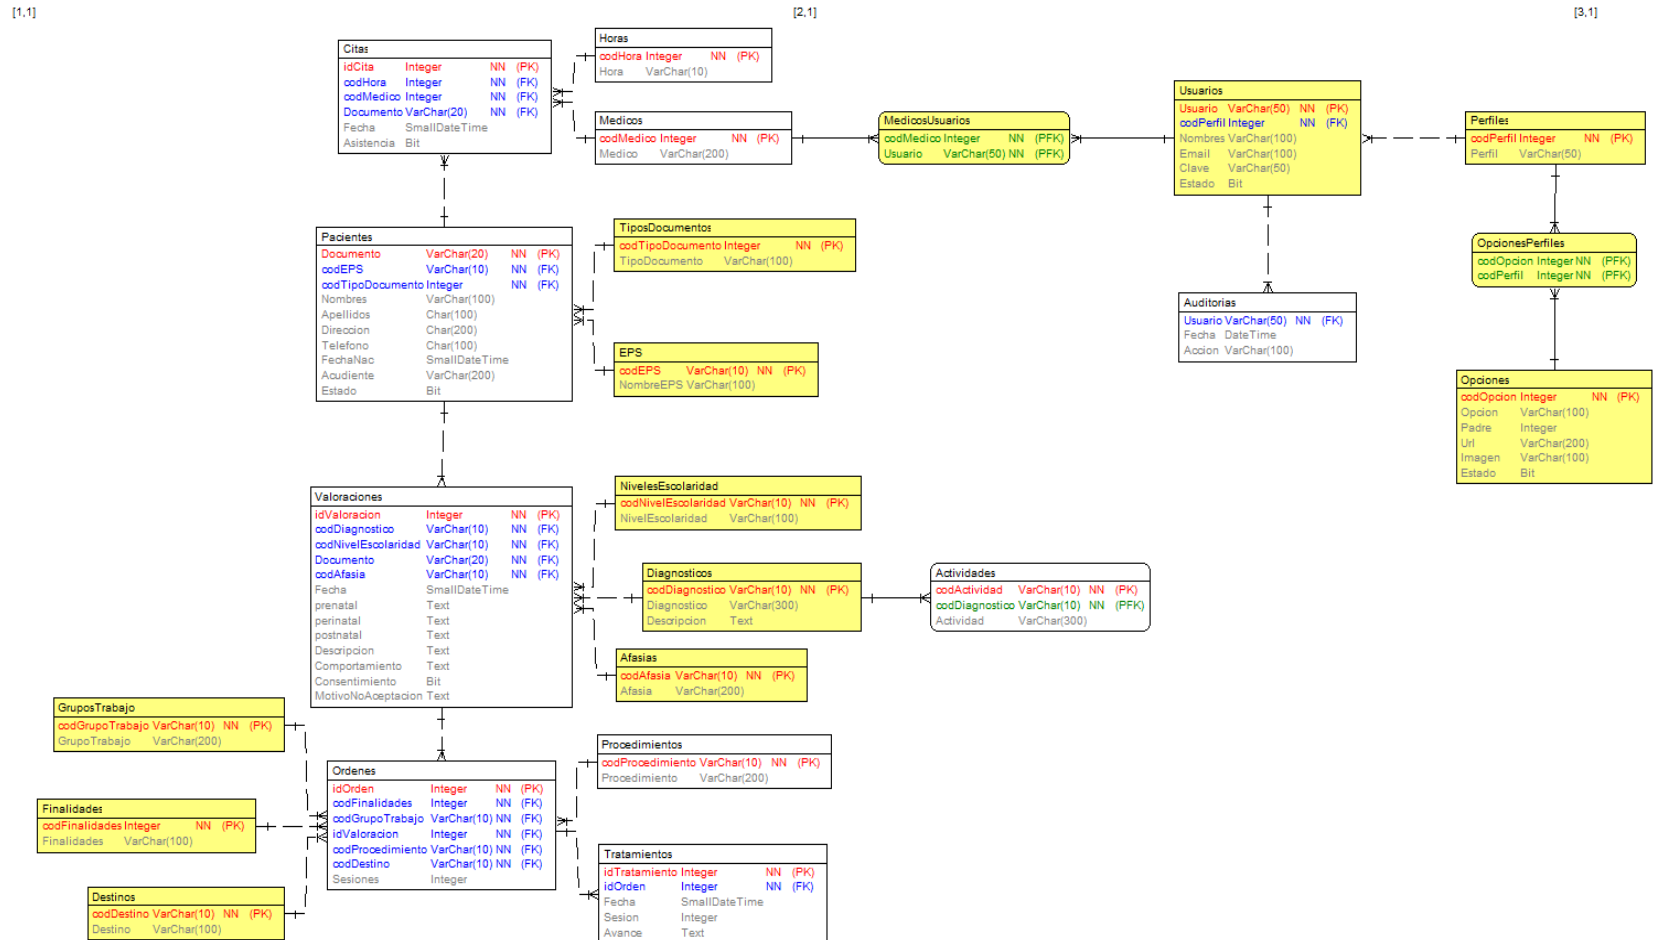 [1,1]
[2,1]
[3,1]
Citas
idCita Integer NN (PK)
codHora Integer NN (FK)
codMedico Integer NN (FK)
Documento VarChar(20) NN (FK)
Fecha SmallDateTime
Asistencia Bit
Horas
codHora Integer NN (PK)
Hora VarChar(10)
Medicos
codMedico Integer NN (PK)
Medico VarChar(200)
MedicosUsuarios
codMedico Integer NN (PFK)
Usuario VarChar(50) NN (PFK)
Usuarios
Usuario VarChar(50) NN (PK)
codPerfil Integer NN (FK)
Nombres VarChar(100)
Email VarChar(100)
Clave VarChar(50)
Estado Bit
Perfiles
codPerfil Integer NN (PK)
Perfil VarChar(50)
Pacientes
Documento VarChar(20) NN (PK)
codEPS VarChar(10) NN (FK)
codTipoDocumento Integer NN (FK)
Nombres VarChar(100)
Apellidos Char(100)
Direccion Char(200)
Telefono Char(100)
FechaNac SmallDateTime
Acudiente VarChar(200)
Estado Bit
TiposDocumentos
codTipoDocumento Integer NN (PK)
TipoDocumento VarChar(100)
EPS
codEPS VarChar(10) NN (PK)
NombreEPS VarChar(100)
Auditorias
Usuario VarChar(50) NN (FK)
Fecha DateTime
Accion VarChar(100)
OpcionesPerfiles
codOpcion Integer NN (PFK)
codPerfil Integer NN (PFK)
Opciones
codOpcion Integer NN (PK)
Opcion VarChar(100)
Padre Integer
Url VarChar(200)
Imagen VarChar(100)
Estado Bit
Valoraciones
idValoracion Integer NN (PK)
codDiagnostico VarChar(10) NN (FK)
codNivelEscolaridad VarChar(10) NN (FK)
Documento VarChar(20) NN (FK)
codAfasia VarChar(10) NN (FK)
Fecha SmallDateTime
prenatal Text
perinatal Text
postnatal Text
Descripcion Text
Comportamiento Text
Consentimiento Bit
MotivoNoAceptacion Text
NivelesEscolaridad
codNivelEscolaridad VarChar(10) NN (PK)
NivelEscolaridad VarChar(100)
Diagnosticos
codDiagnostico VarChar(10) NN (PK)
Diagnostico VarChar(300)
Descripcion Text
Actividades
codActividad VarChar(10) NN (PK)
codDiagnostico VarChar(10) NN (PFK)
Actividad VarChar(300)
Afasias
codAfasia VarChar(10) NN (PK)
Afasia VarChar(200)
GruposTrabajo
codGrupoTrabajo VarChar(10) NN (PK)
GrupoTrabajo VarChar(200)
Finalidades
codFinalidades Integer NN (PK)
Finalidades VarChar(100)
Destinos
codDestino VarChar(10) NN (PK)
Destino VarChar(100)
Ordenes
idOrden Integer NN (PK)
codFinalidades Integer NN (FK)
codGrupoTrabajo VarChar(10) NN (FK)
idValoracion Integer NN (FK)
codProcedimiento VarChar(10) NN (FK)
codDestino VarChar(10) NN (FK)
Sesiones Integer
Procedimientos
codProcedimiento VarChar(10) NN (PK)
Procedimiento VarChar(200)
Tratamientos
idTratamiento Integer NN (PK)
idOrden Integer NN (FK)
Fecha SmallDateTime
Sesion Integer
Avance Text